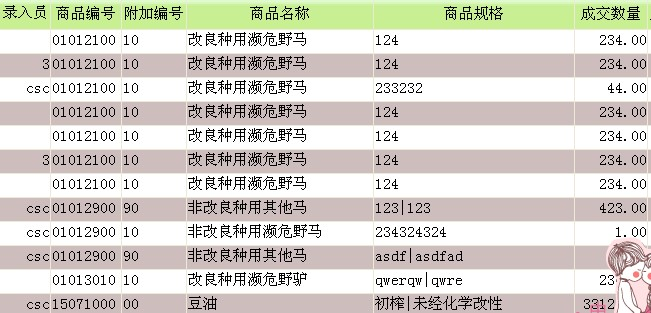 录入员 商品编号 附加编号 商品名称 商品规格 成交数量
01012100 10 改良种用濒危野马 124 234.00
3 01012100 10 改良种用濒危野马 124 234.00
csc 01012100 10 改良种用濒危野马 233232 44.00
01012100 10 改良种用濒危野马 124 234.00
01012100 10 改良种用濒危野马 124 234.00
3 01012100 10 改良种用濒危野马 124 234.00
01012100 10 改良种用濒危野马 124 234.00
csc 01012900 90 非改良种用其他马 123|123 423.00
csc 01012900 10 非改良种用濒危野马 234324324 1.00
csc 01012900 90 非改良种用其他马 asdf|asdfad
01013010 10 改良种用濒危野驴 qwerqw|qwre 23
csc 15071000 00 豆油 初榨|未经化学改性 3312